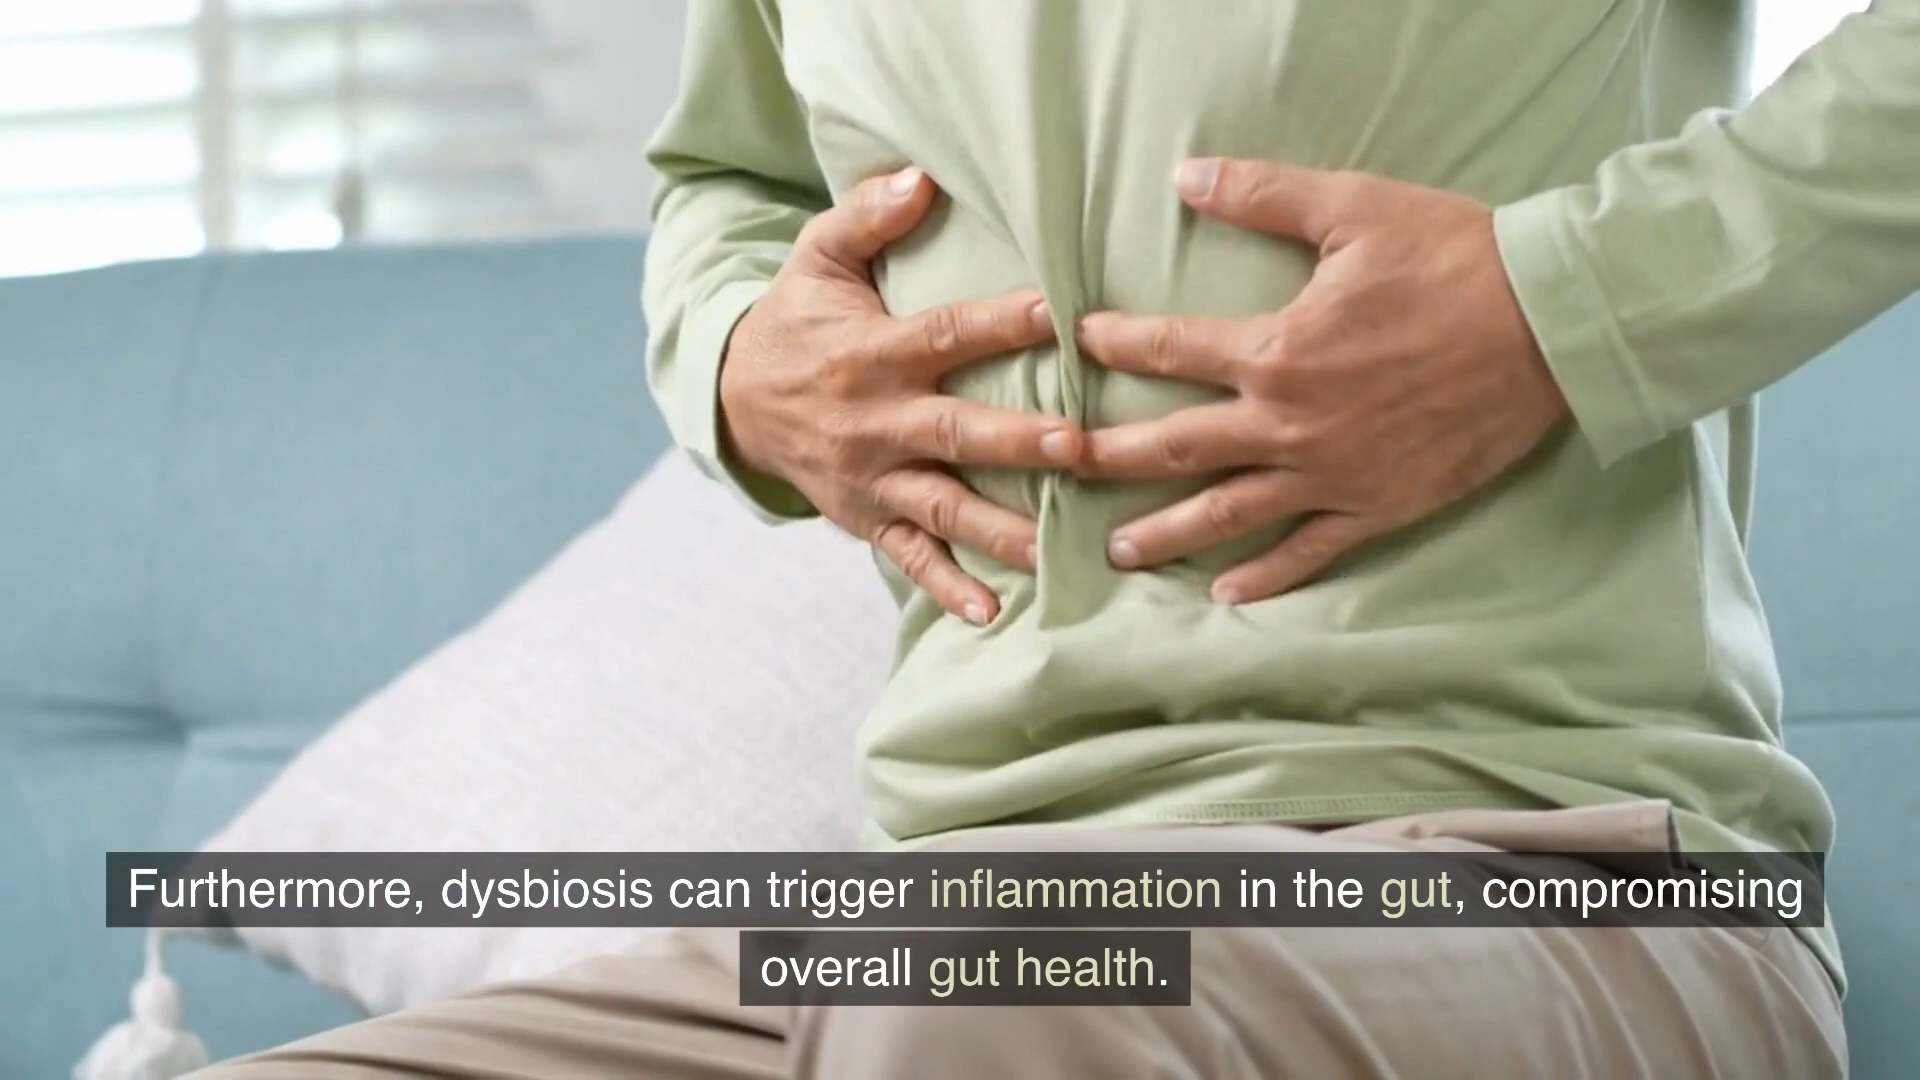 Furthermore, dysbiosis can trigger inflammation in the gut, compromising
overall gut health.